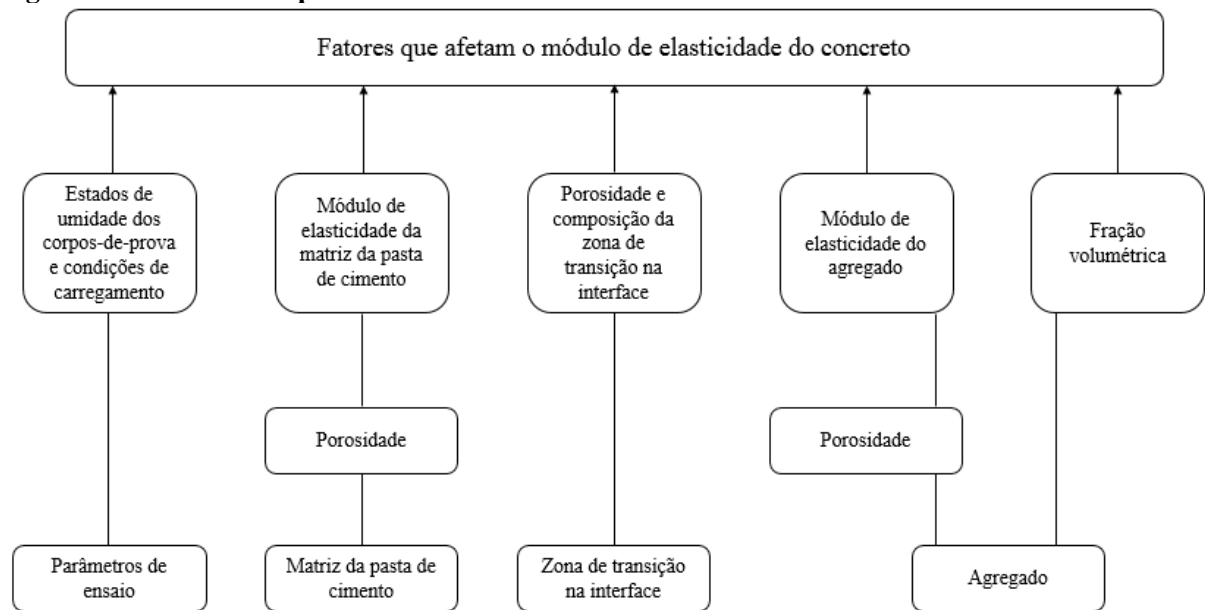 Fatores que afetam o módulo de elasticidade do concreto
Estados de
umidade dos
corpos-de-prova
e condições de
carregamento
Módulo de
elasticidade da
matriz da pasta
de cimento
Porosidade e
composição da
zona de
transição na
interface
Módulo de
elasticidade do
agregado
Fração
volumétrica
Porosidade
Porosidade
Parâmetros de
ensaio
Matriz da pasta de
cimento
Zona de transição
na interface
Agregado